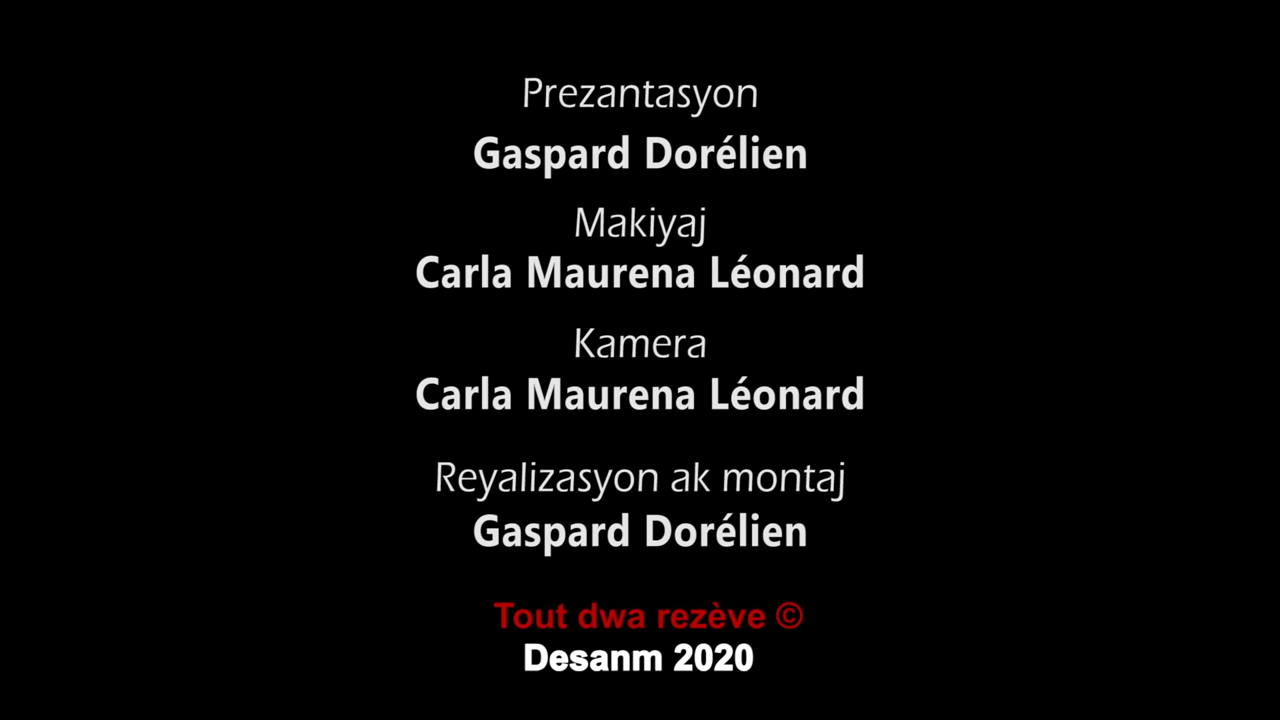 Prezantasyon
Gaspard Dorélien
Makiyaj
Carla Maurena Léonard
Kamera
Carla Maurena Léonard
Reyalizasyon ak montaj
Gaspard Dorélien
Tout dwa rezève ©
Desanm 2020